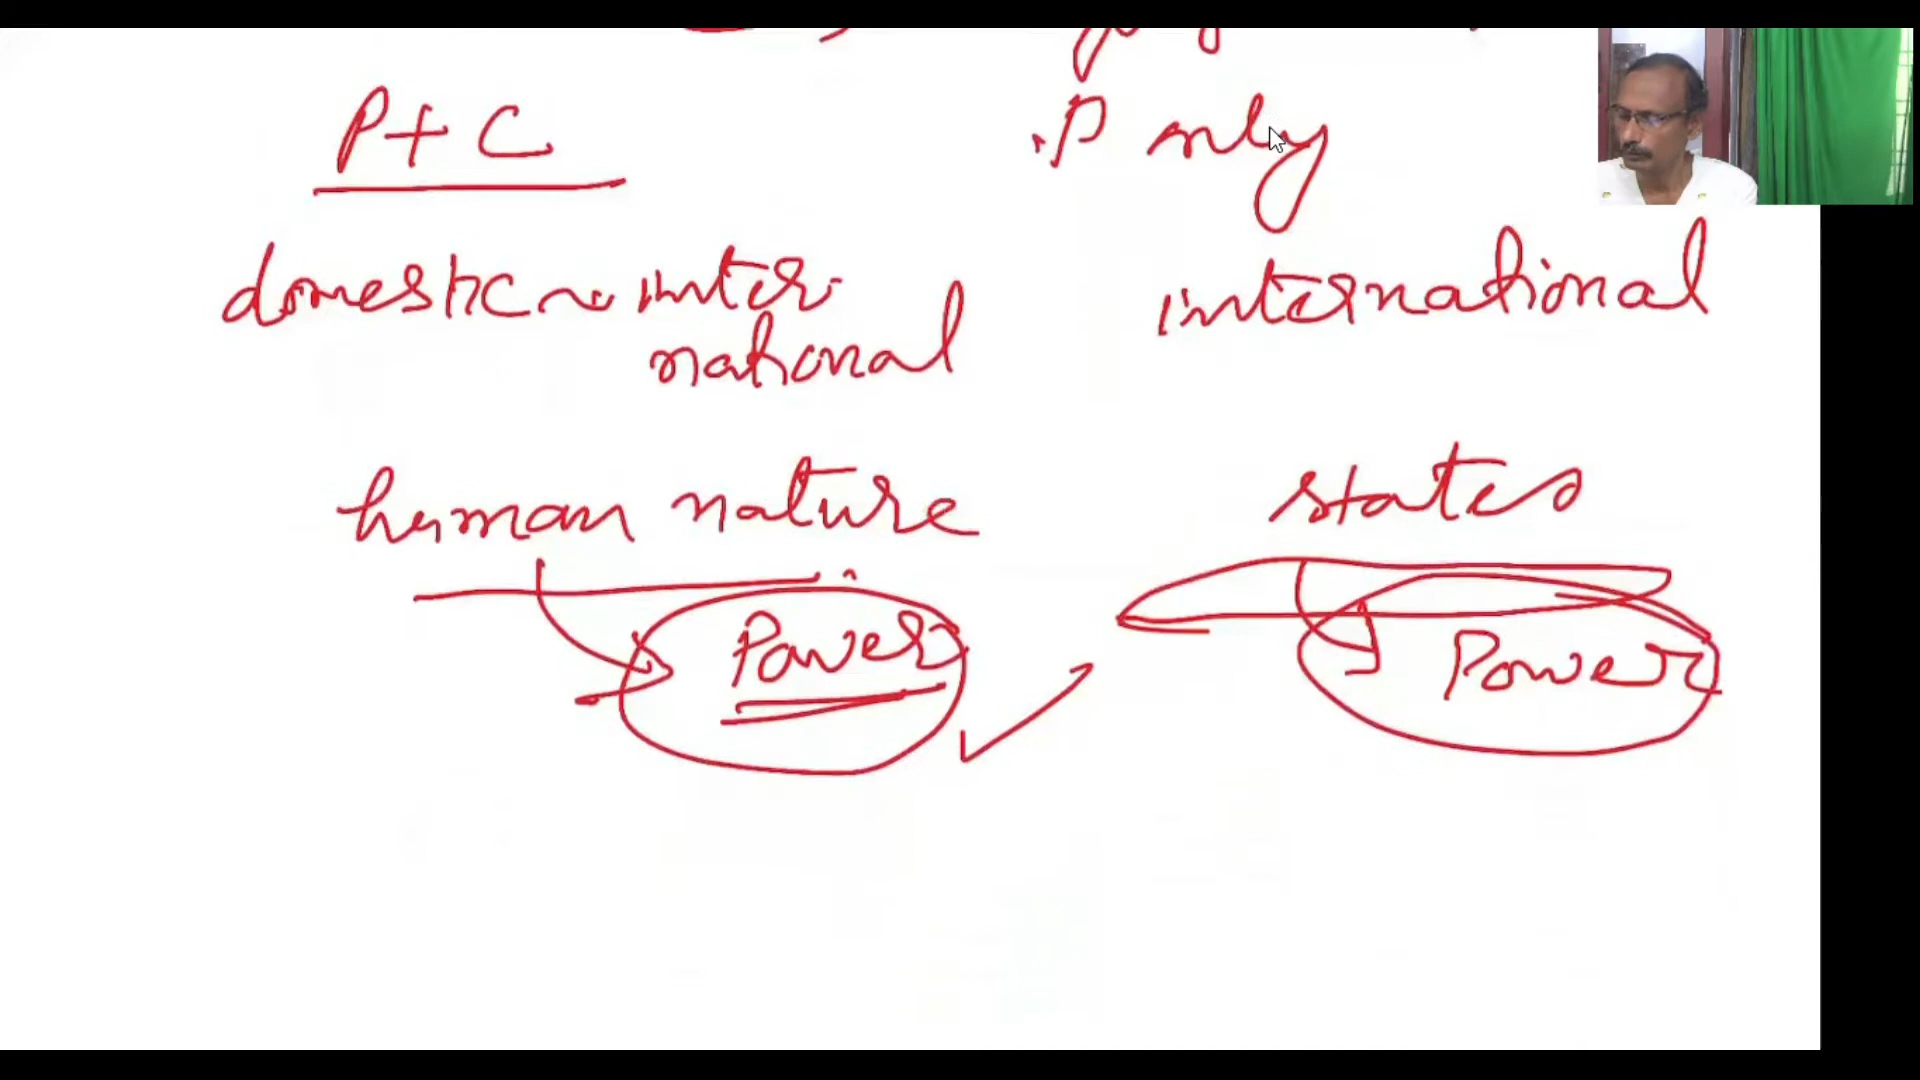 P + C
P only
domestic ~ inter
national
international
human nature
states
Power
Power